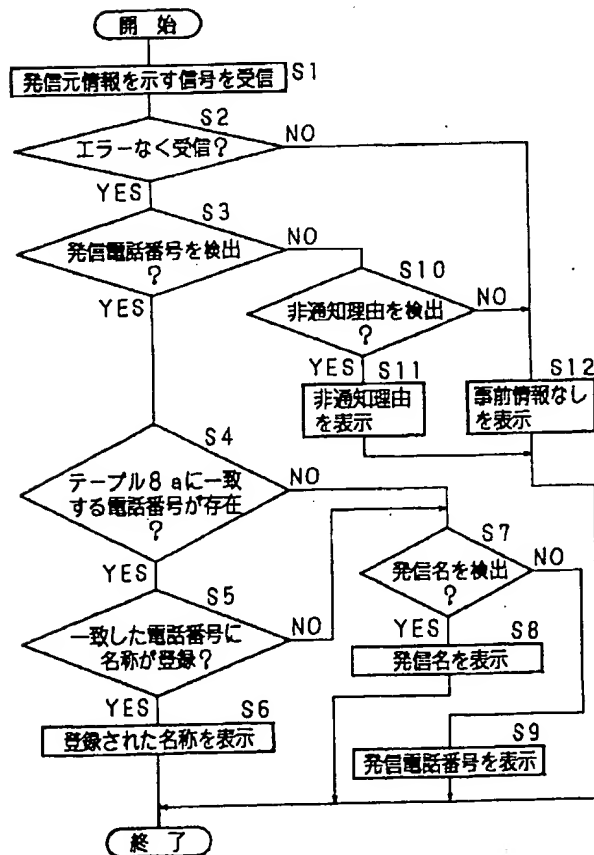 開 始
発信元情報を示す信号を受信 S1
S2
エラーなく受信? NO
YES
S3
発信電話番号を検出 NO
?
YES
S10
非通知理由を検出 NO
?
YES S11
非通知理由
を表示
S12
事前情報なし
を表示
S4
テーブル8aに一致 NO
する電話番号が存在
?
YES
S7
発信名を検出 NO
?
YES S8
発信名を表示
S5
一致した電話番号に NO
名称が登録?
YES S6
登録された名称を表示
S9
発信電話番号を表示
終 了